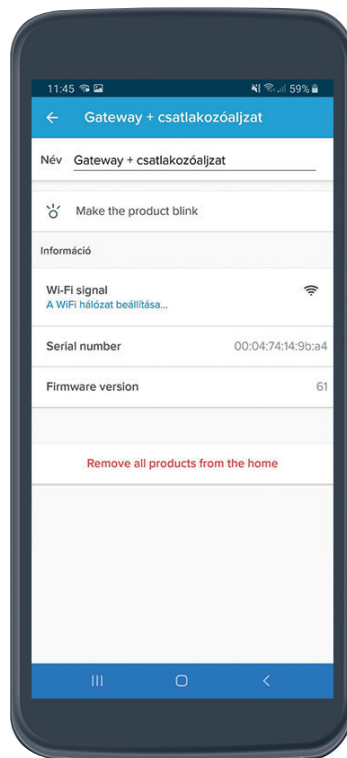 11:45 59%
Gateway + csatlakozóaljzat
Név Gateway + csatlakozóaljzat
Make the product blink
Információ
Wi-Fi signal
A WiFi hálózat beállítása...
Serial number 00:04:74:14:9b:a4
Firmware version 61
Remove all products from the home